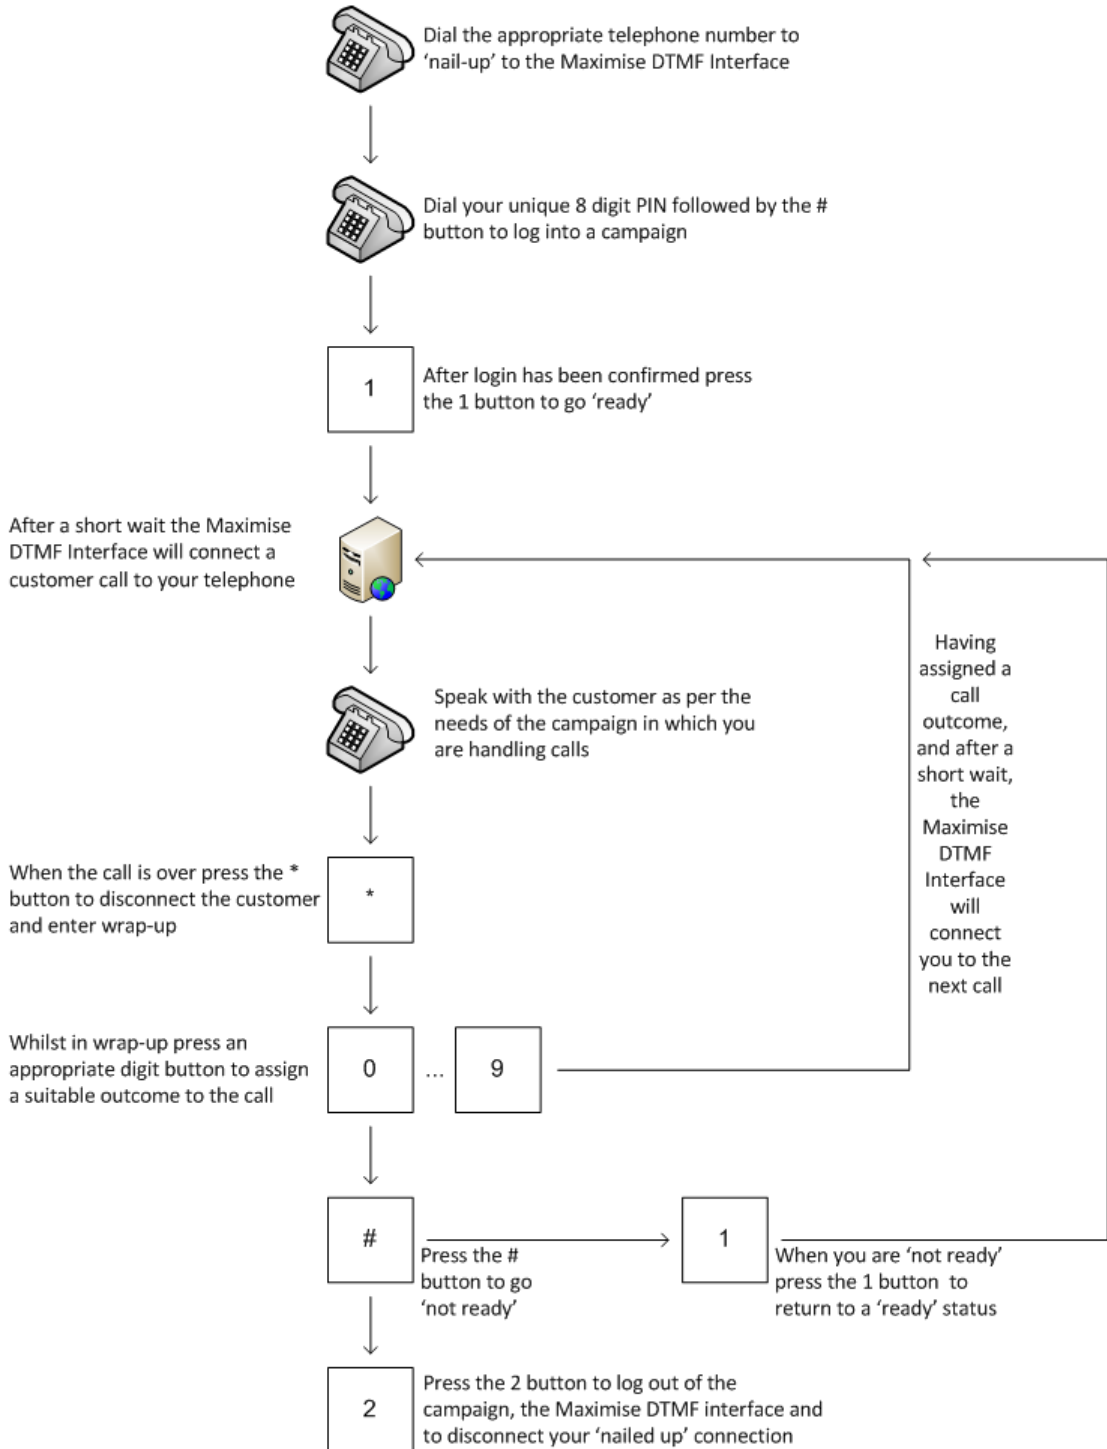 Dial the appropriate telephone number to
‘nail-up’ to the Maximise DTMF Interface
Dial your unique 8 digit PIN followed by the #
button to log into a campaign
1
After login has been confirmed press
the 1 button to go ‘ready’
After a short wait the Maximise
DTMF Interface will connect a
customer call to your telephone
Speak with the customer as per the
needs of the campaign in which you
are handling calls
Having
assigned a
call
outcome,
and after a
short wait,
the
Maximise
DTMF
Interface
will
connect
you to the
next call
When the call is over press the *
button to disconnect the customer
and enter wrap-up
*
Whilst in wrap-up press an
appropriate digit button to assign
a suitable outcome to the call
0 ... 9
#
Press the #
button to go
‘not ready’
1
When you are ‘not ready’
press the 1 button to
return to a ‘ready’ status
2
Press the 2 button to log out of the
campaign, the Maximise DTMF interface and
to disconnect your ‘nailed up’ connection